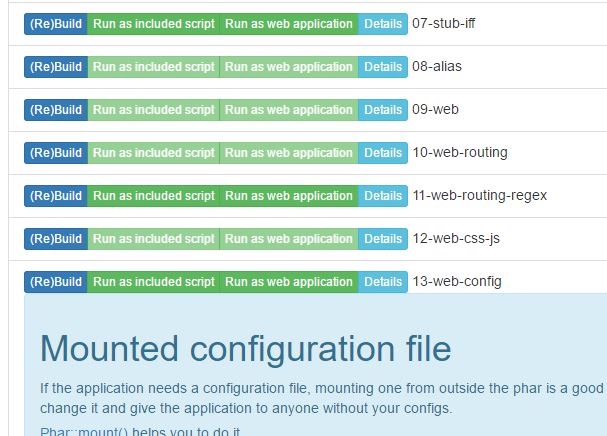 (Re)Build Run as included script Run as web application Details 07-stub-iff
(Re)Build Run as included script Run as web application Details 08-alias
(Re)Build Run as included script Run as web application Details 09-web
(Re)Build Run as included script Run as web application Details 10-web-routing
(Re)Build Run as included script Run as web application Details 11-web-routing-regex
(Re)Build Run as included script Run as web application Details 12-web-css-js
(Re)Build Run as included script Run as web application Details 13-web-config
Mounted configuration file
If the application needs a configuration file, mounting one from outside the phar is a good
change it and give the application to anyone without your configs.
Phar::mount() helps you to do it